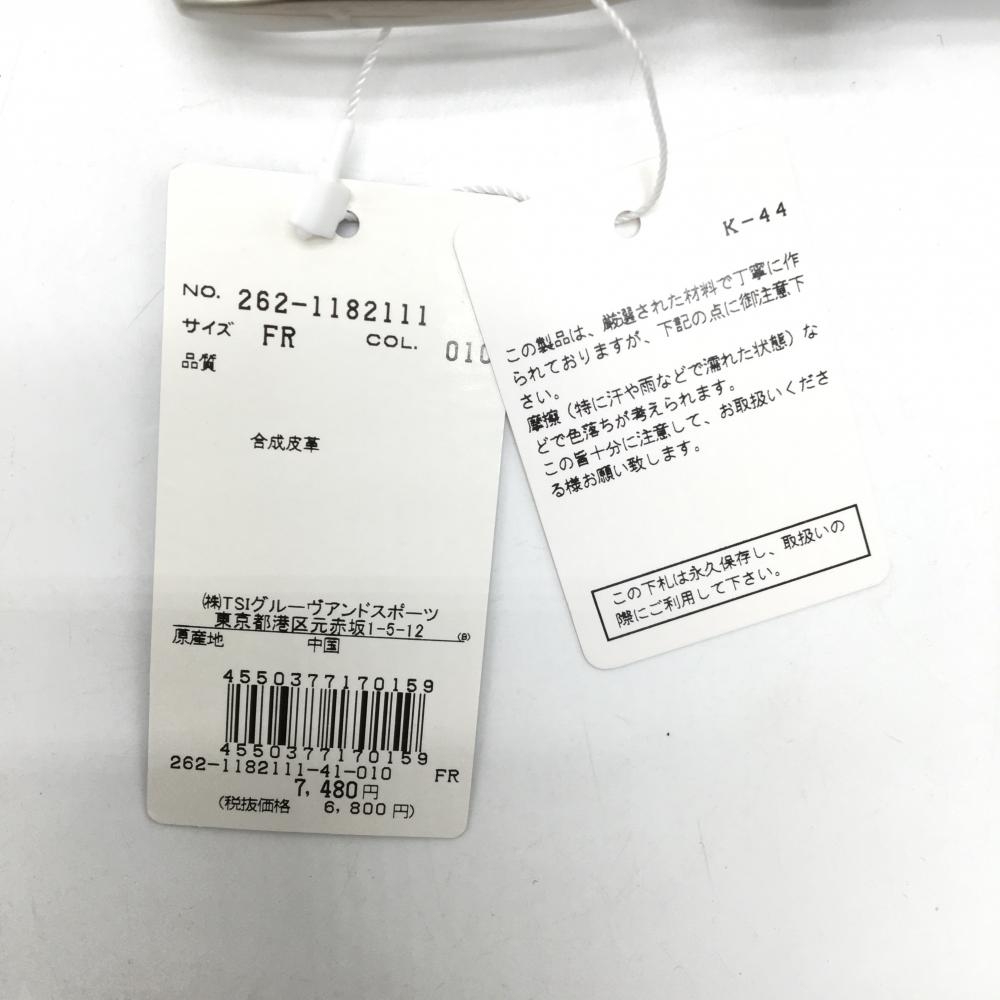 NO. 262-1182111
サイズ FR COL. 010
品質
合成皮革
㈱TSIグルーヴアンドスポーツ
東京都港区元赤坂1-5-12 (B)
原産地 中国
4550377170159
4550377170159
262-1182111-41-010 FR
7,480円
(税抜価格 6,800円)
K-44
この製品は、厳選された材料で丁寧に作
られておりますが、下記の点に御注意下
さい。
摩擦（特に汗や雨などで濡れた状態）な
どで色落ちが考えられます。
この旨十分に注意して、お取扱いくださ
る様お願い致します。
この下札は永久保存し、取扱いの
際にご利用して下さい。